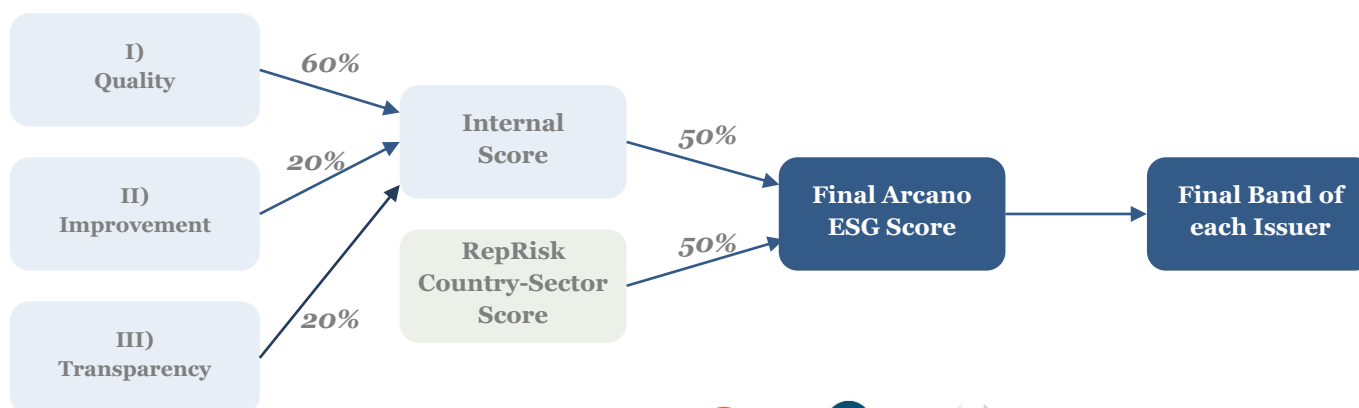 I)
Quality
60%
II)
Improvement
20%
III)
Transparency
20%
Internal
Score
50%
RepRisk
Country-Sector
Score
50%
Final Arcano
ESG Score
Final Band of
each Issuer